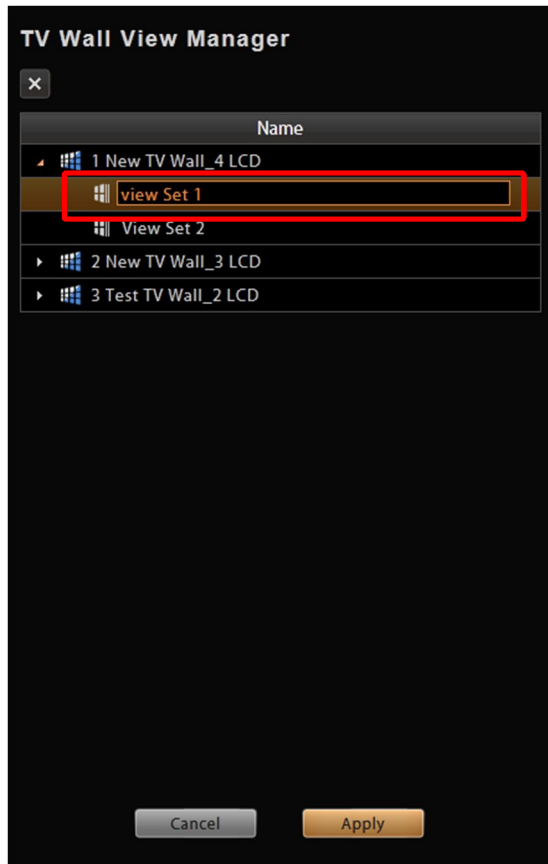 TV Wall View Manager
Name
1 New TV Wall_4 LCD
view Set 1
View Set 2
2 New TV Wall_3 LCD
3 Test TV Wall_2 LCD
Cancel Apply